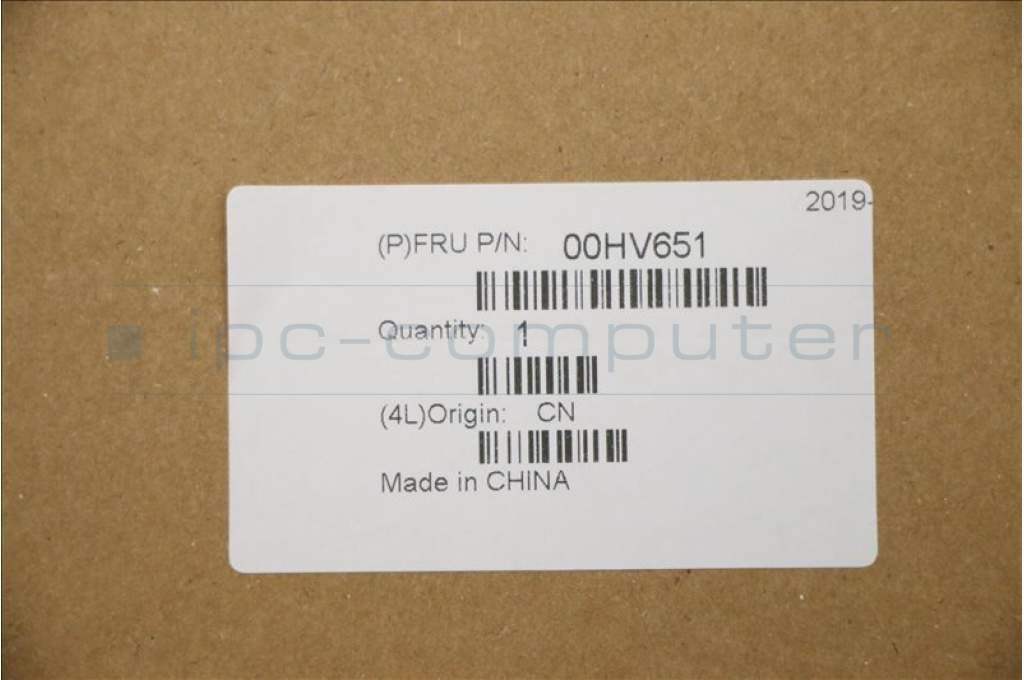 2019-
(P)FRU P/N: 00HV651
Quantity: 1
ipc-computer
(4L)Origin: CN
Made in CHINA